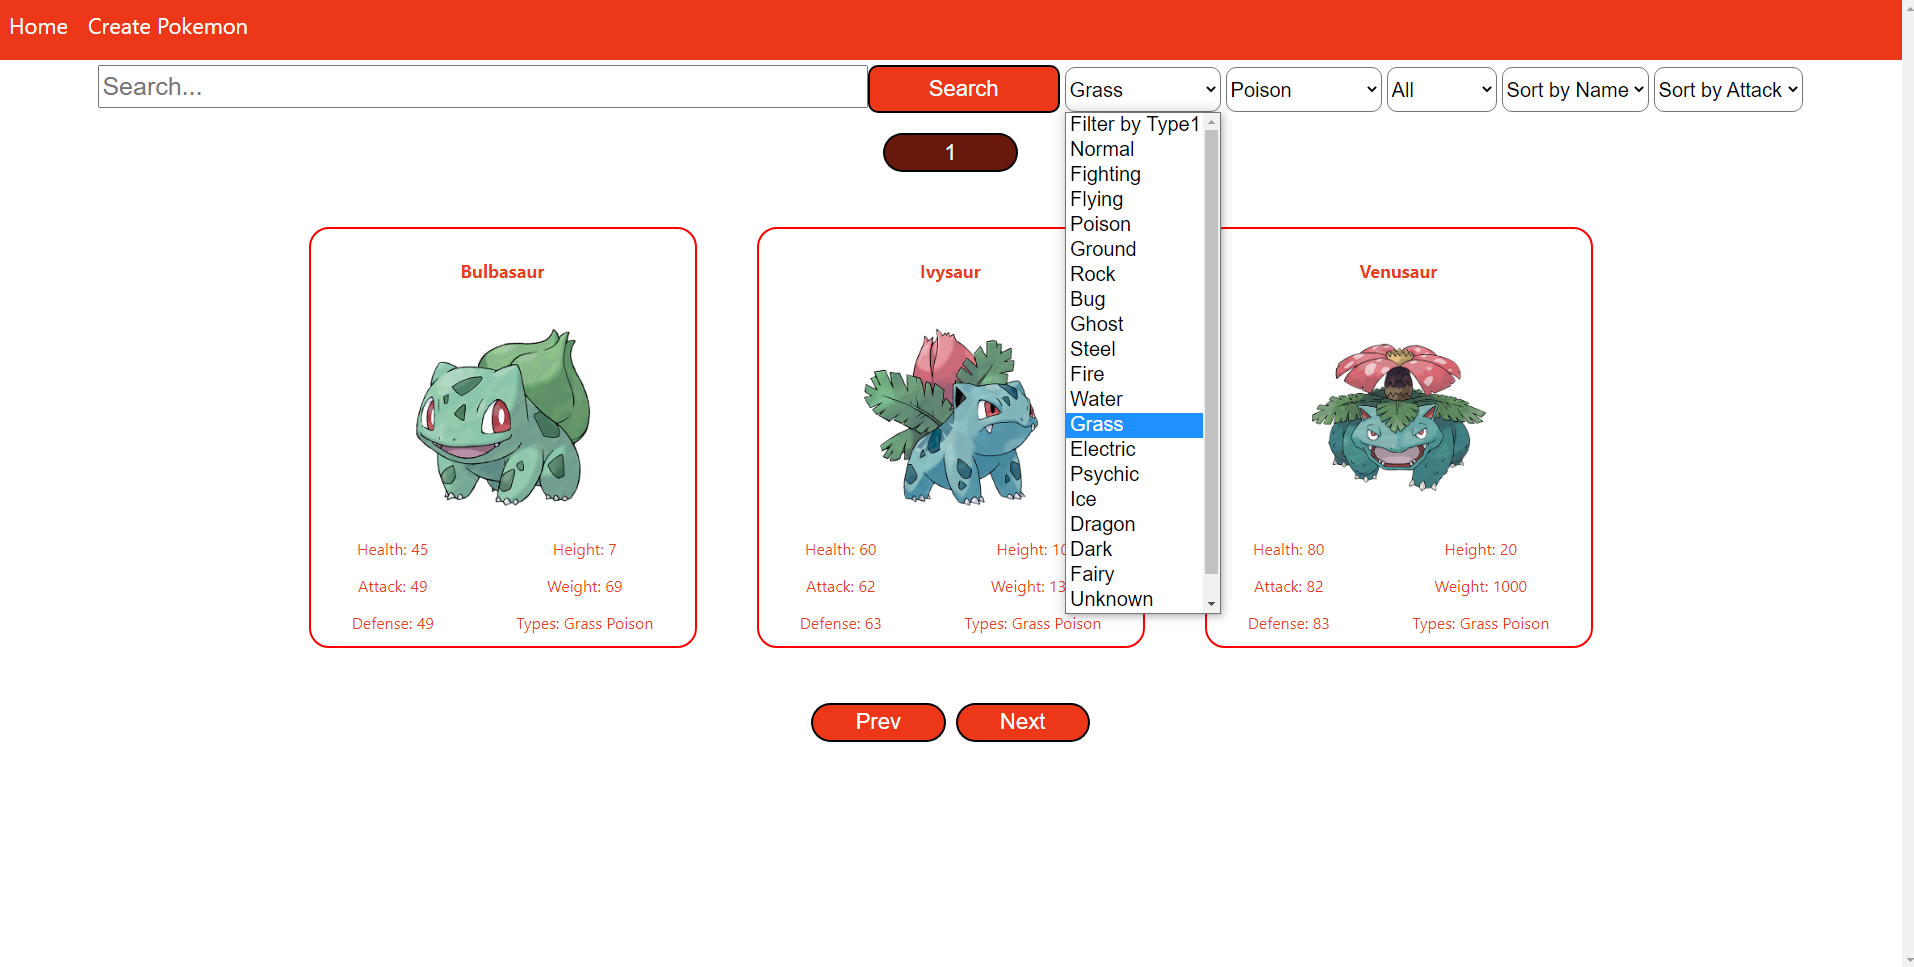 Home Create Pokemon
Search... Search Grass Poison All Sort by Name Sort by Attack
Filter by Type1
Normal
Fighting
Flying
Poison
Ground
Rock
Bug
Ghost
Steel
Fire
Water
Grass
Electric
Psychic
Ice
Dragon
Dark
Fairy
Unknown
1
Bulbasaur
Health: 45 Height: 7
Attack: 49 Weight: 69
Defense: 49 Types: Grass Poison
Ivysaur
Health: 60 Height: 10
Attack: 62 Weight: 13
Defense: 63 Types: Grass Poison
Venusaur
Health: 80 Height: 20
Attack: 82 Weight: 1000
Defense: 83 Types: Grass Poison
Prev Next